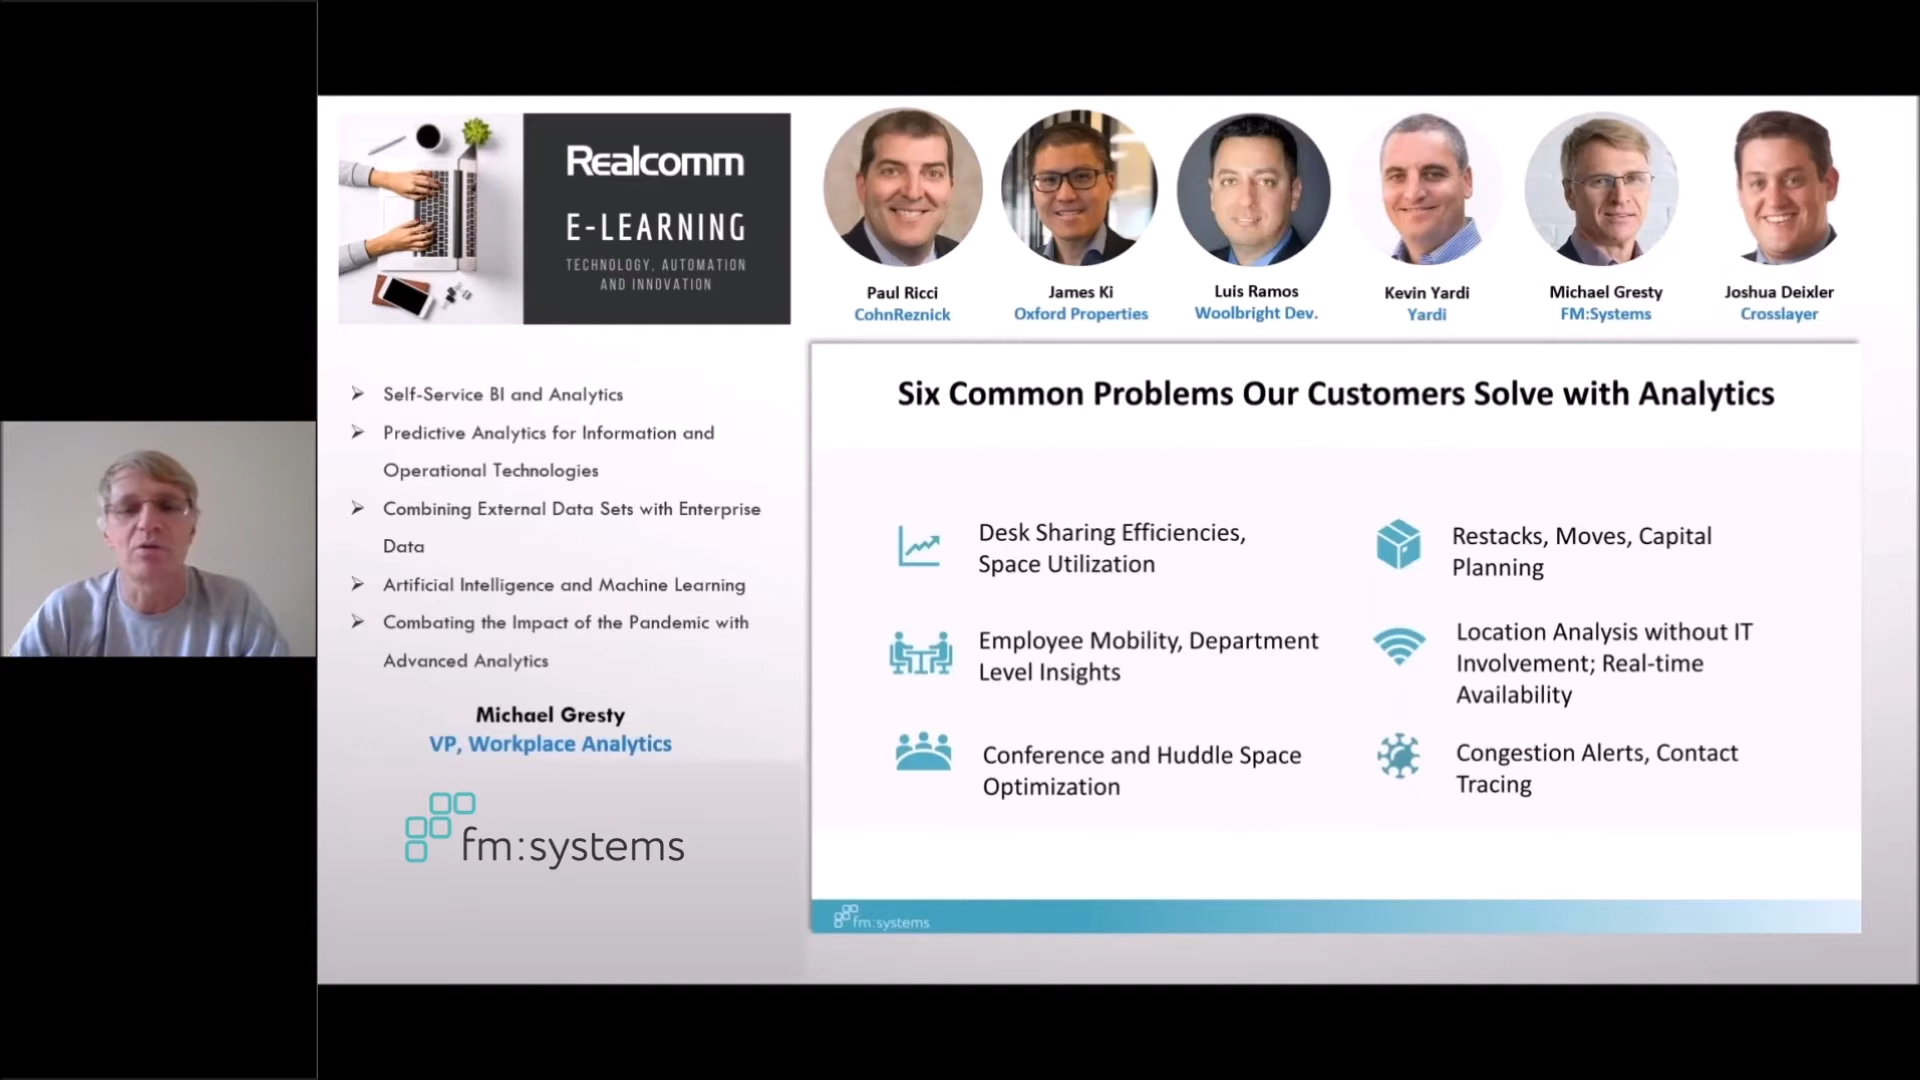 Realcomm
E-LEARNING
TECHNOLOGY, AUTOMATION
AND INNOVATION
Paul Ricci
CohnReznick
James Ki
Oxford Properties
Luis Ramos
Woolbright Dev.
Kevin Yardi
Yardi
Michael Gresty
FM:Systems
Joshua Deixler
Crosslayer
Self-Service BI and Analytics
Predictive Analytics for Information and
Operational Technologies
Combining External Data Sets with Enterprise
Data
Artificial Intelligence and Machine Learning
Combating the Impact of the Pandemic with
Advanced Analytics
Michael Gresty
VP, Workplace Analytics
fm:systems
Six Common Problems Our Customers Solve with Analytics
Desk Sharing Efficiencies,
Space Utilization
Employee Mobility, Department
Level Insights
Conference and Huddle Space
Optimization
Restacks, Moves, Capital
Planning
Location Analysis without IT
Involvement; Real-time
Availability
Congestion Alerts, Contact
Tracing
fm:systems